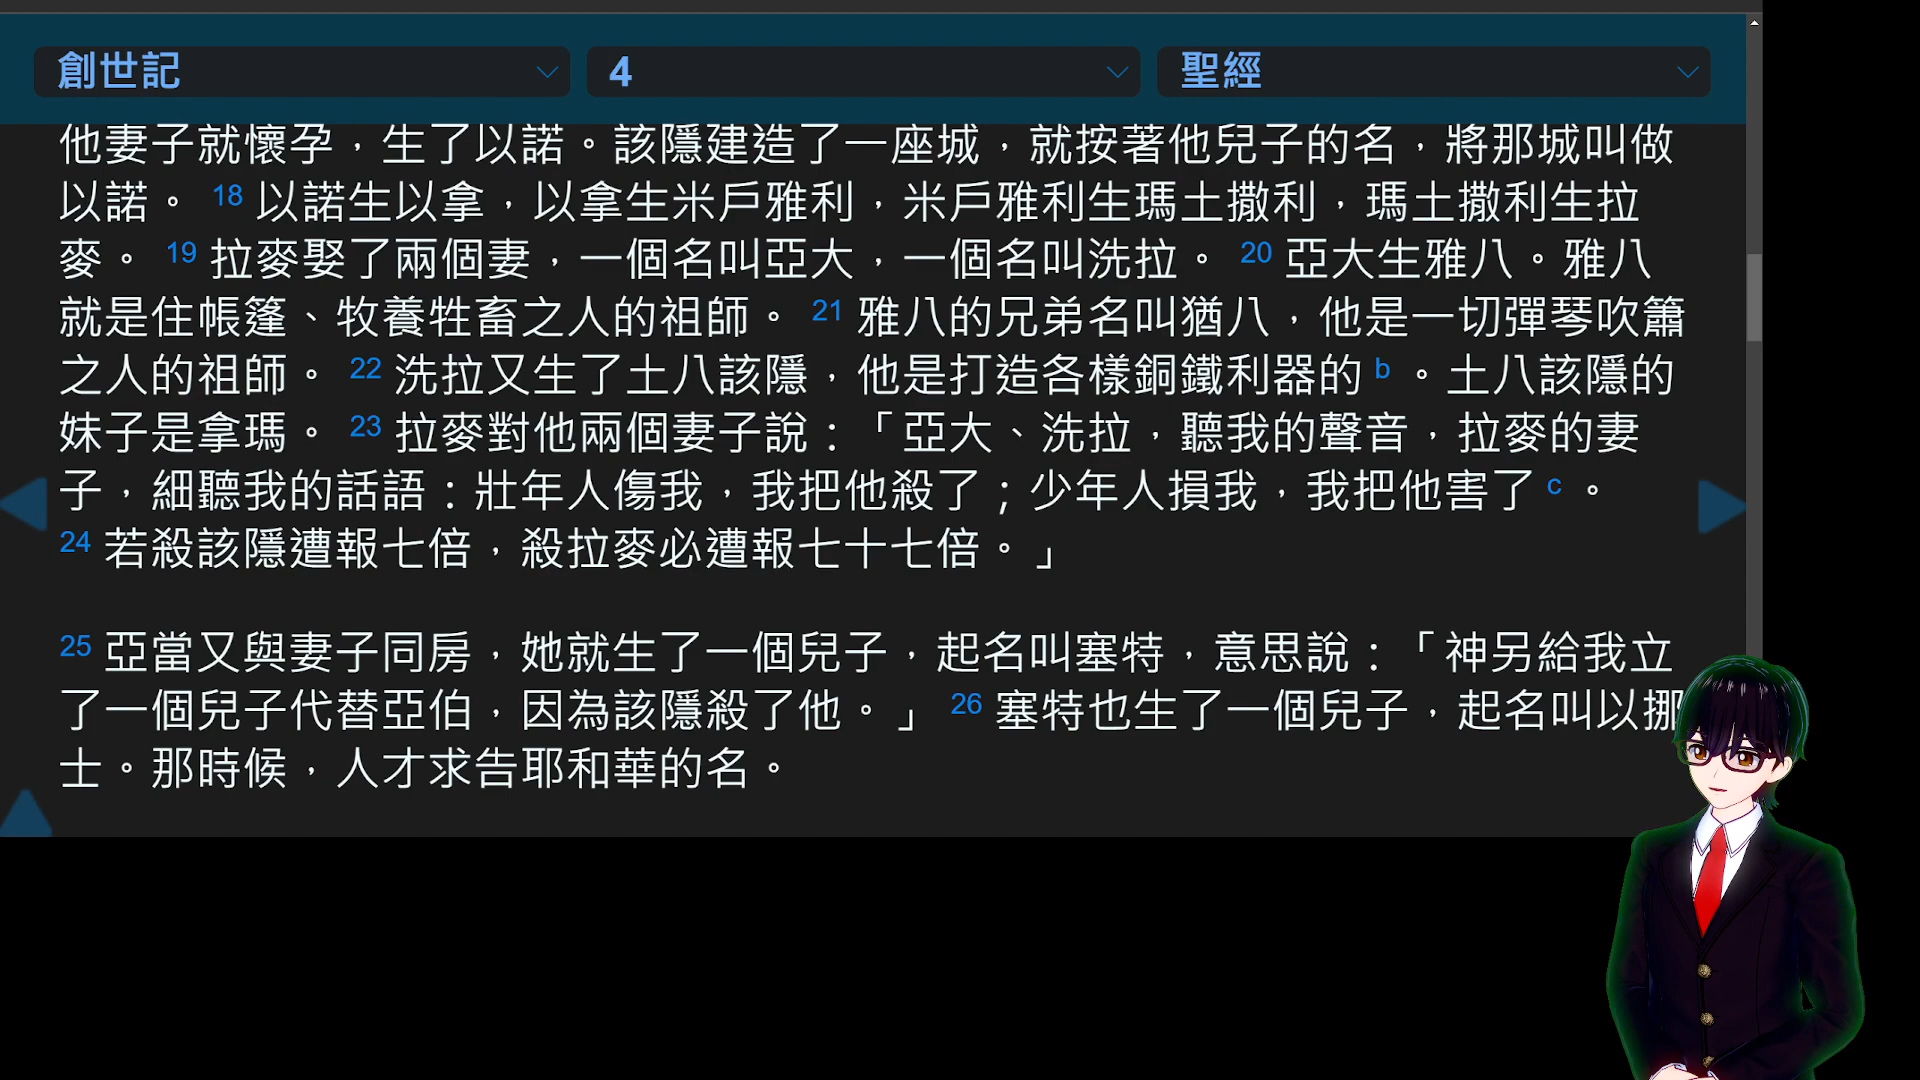 創世記 4 聖經
他妻子就懷孕，生了以諾。該隱建造了一座城，就按著他兒子的名，將那城叫做
以諾。 18 以諾生以拿，以拿生米戶雅利，米戶雅利生瑪土撒利，瑪土撒利生拉
麥。 19 拉麥娶了兩個妻，一個名叫亞大，一個名叫洗拉。 20 亞大生雅八。雅八
就是住帳篷、牧養牲畜之人的祖師。 21 雅八的兄弟名叫猶八，他是一切彈琴吹簫
之人的祖師。 22 洗拉又生了土八該隱，他是打造各樣銅鐵利器的 b 。土八該隱的
妹子是拿瑪。 23 拉麥對他兩個妻子說：「亞大、洗拉，聽我的聲音，拉麥的妻
子，細聽我的話語：壯年人傷我，我把他殺了；少年人損我，我把他害了 c 。
24 若殺該隱遭報七倍，殺拉麥必遭報七十七倍。」
25 亞當又與妻子同房，她就生了一個兒子，起名叫塞特，意思說：「神另給我立
了一個兒子代替亞伯，因為該隱殺了他。」 26 塞特也生了一個兒子，起名叫以挪
士。那時候，人才求告耶和華的名。